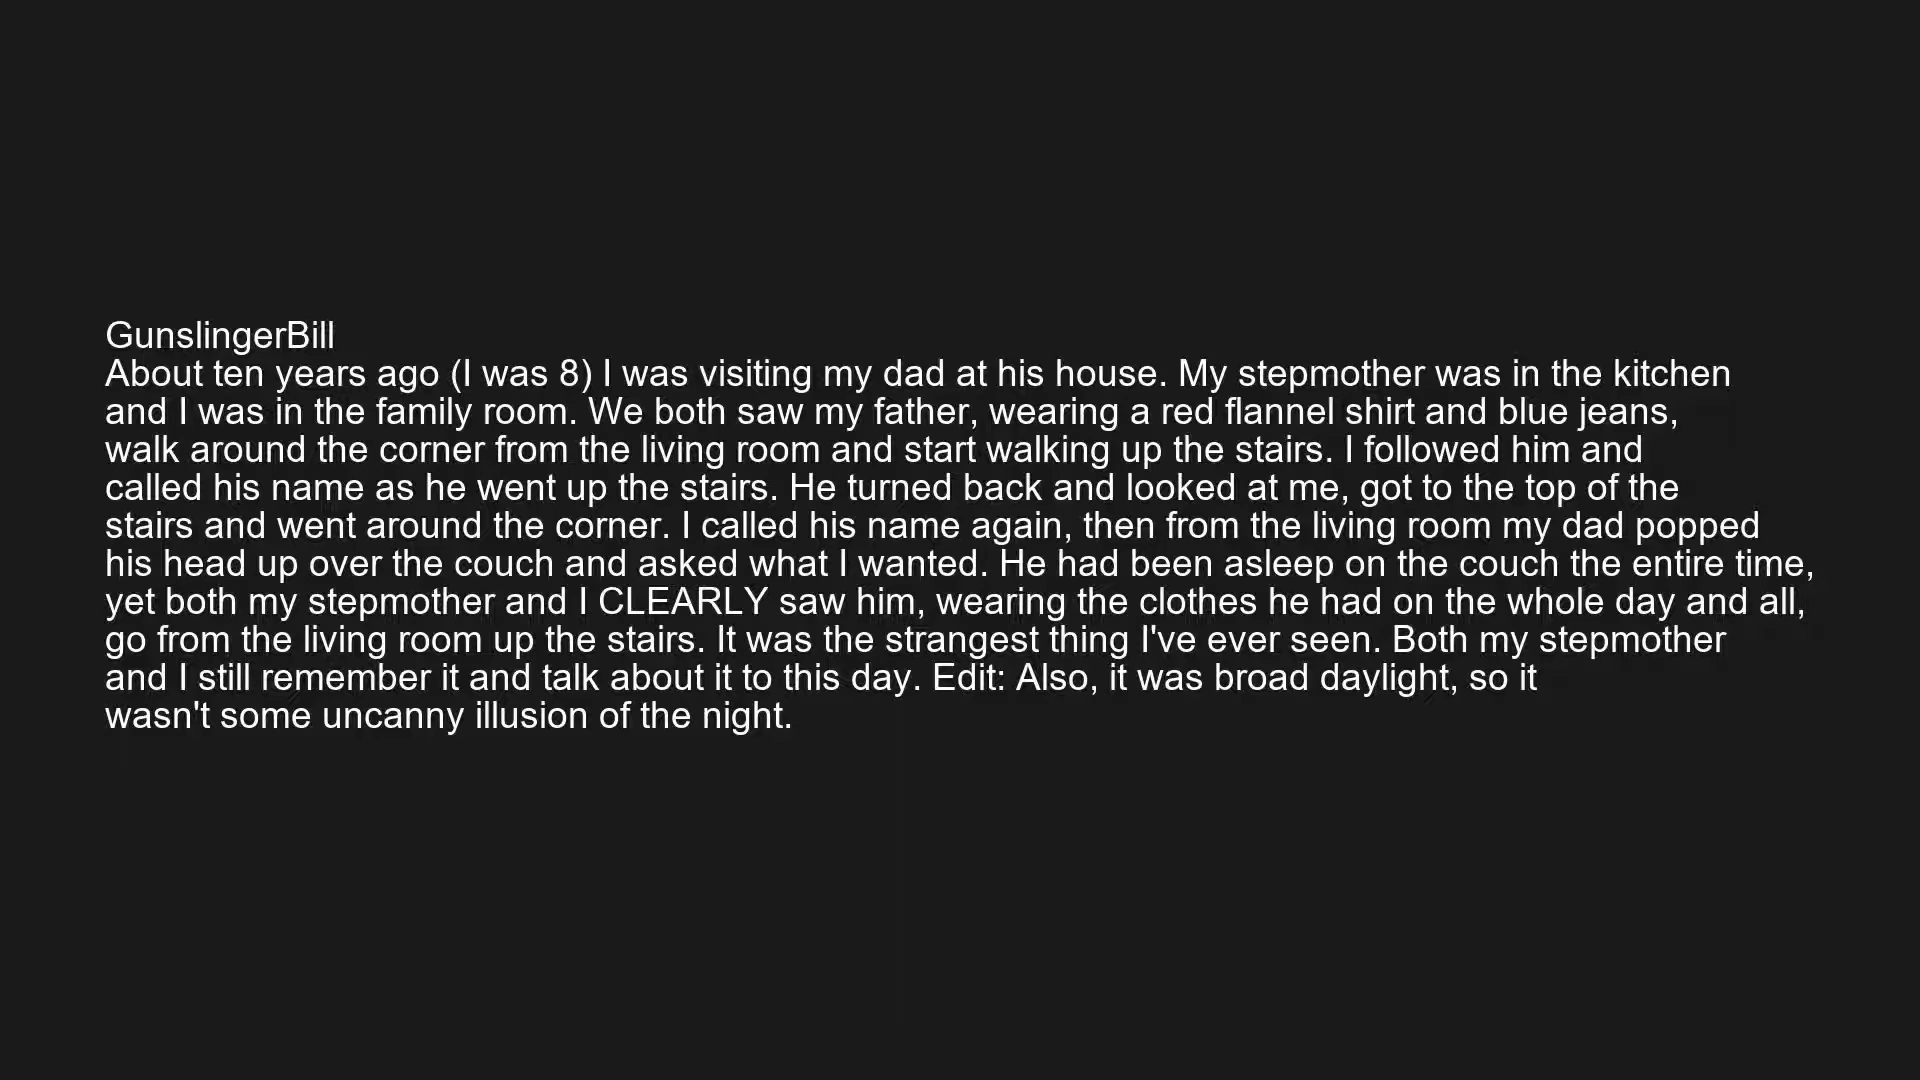 GunslingerBill
About ten years ago (I was 8) I was visiting my dad at his house. My stepmother was in the kitchen
and I was in the family room. We both saw my father, wearing a red flannel shirt and blue jeans,
walk around the corner from the living room and start walking up the stairs. I followed him and
called his name as he went up the stairs. He turned back and looked at me, got to the top of the
stairs and went around the corner. I called his name again, then from the living room my dad popped
his head up over the couch and asked what I wanted. He had been asleep on the couch the entire time,
yet both my stepmother and I CLEARLY saw him, wearing the clothes he had on the whole day and all,
go from the living room up the stairs. It was the strangest thing I've ever seen. Both my stepmother
and I still remember it and talk about it to this day. Edit: Also, it was broad daylight, so it
wasn't some uncanny illusion of the night.